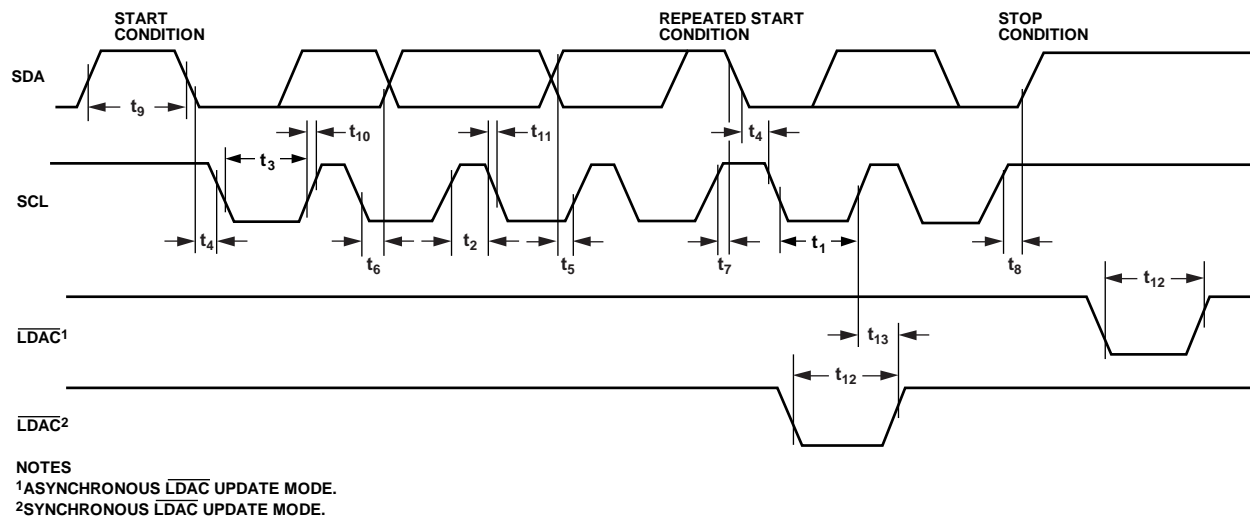 START CONDITION
REPEATED START CONDITION
STOP CONDITION
SDA
t9
t10
t11
t4
t3
SCL
t4
t6
t2
t5
t7
t1
t8
t12
LDAC1
t13
t12
LDAC2
NOTES
1ASYNCHRONOUS LDAC UPDATE MODE.
2SYNCHRONOUS LDAC UPDATE MODE.